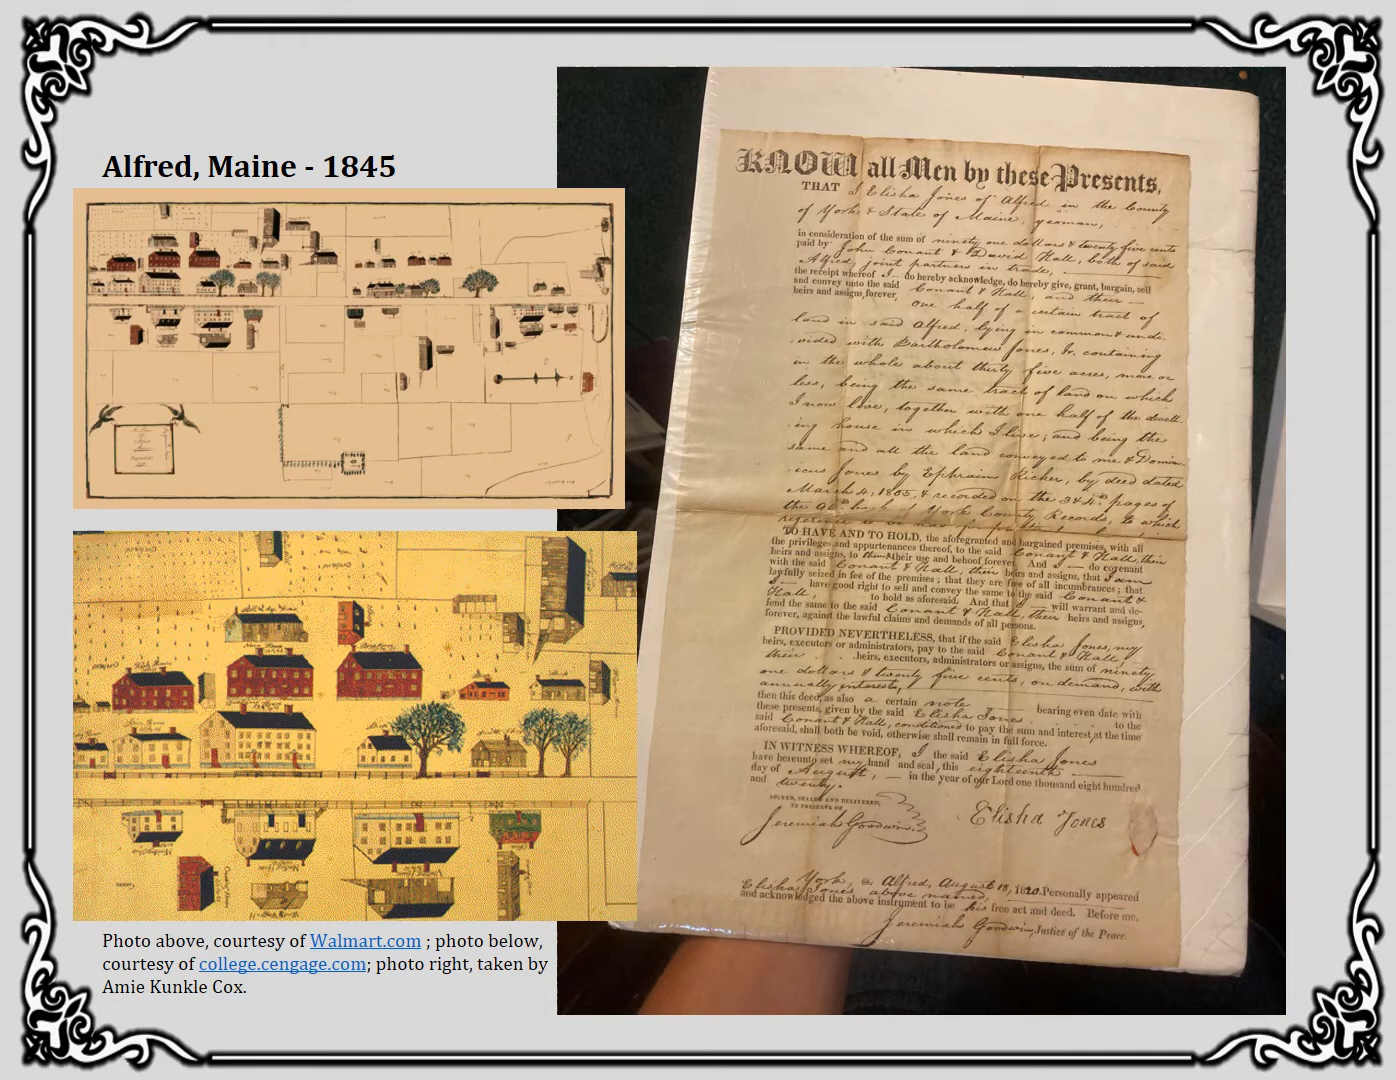 Alfred, Maine - 1845
KNOW all Men by these Presents,
THAT I Elisha Jones of Alfred in the County
of York & State of Maine, yeoman,
in consideration of the sum of ninety one dollars & twenty five cents
paid by John Conant & David Hall, both of said
Alfred, joint partners in trade,
the receipt whereof I do hereby acknowledge, do hereby give, grant, bargain, sell
and convey unto the said Conant & Hall, and their
heirs and assigns, forever,
One half of a certain tract of
land in said Alfred, lying in common & undi-
vided with Bartholomew Jones, Jr. containing
in the whole about thirty five acres, more or
less, being the same tract of land on which
I now live, together with one half of the dwell-
ing house in which I live; and being the
same and all the land conveyed to me & Domin-
icus Jones by Ephraim Ricker, by deed dated
March 4, 1805, & recorded on the 344th pages of
the book of York County Records, to which
reference to be had
TO HAVE AND TO HOLD, the aforegranted and bargained premises, with all
the privileges and appurtenances thereof, to the said Conant & Hall, their
heirs and assigns, to their use and behoof forever. And I do covenant
with the said Conant & Hall, their heirs and assigns, that I am
lawfully seized in fee of the premises; that they are free of all incumbrances; that
I have good right to sell and convey the same to the said Conant &
Hall, to hold as aforesaid. And that I will warrant and de-
fend the same to the said Conant & Hall, their heirs and assigns,
forever, against the lawful claims and demands of all persons.
PROVIDED NEVERTHELESS, that if the said Elisha Jones, my
heirs, executors or administrators, pay to the said Conant & Hall,
their heirs, executors, administrators or assigns, the sum of ninety
one dollars & twenty five cents, on demand, with
annually interest,
then this deed, as also a certain note bearing even date with
these presents, given by the said Elisha Jones to the
said Conant & Hall, conditioned to pay the sum and interest, at the time
aforesaid, shall both be void, otherwise shall remain in full force.
IN WITNESS WHEREOF, I the said Elisha Jones
have hereunto set my hand and seal, this eighteenth
day of August, in the year of our Lord one thousand eight hundred
and twenty.
SIGNED, SEALED AND DELIVERED,
IN PRESENCE OF
Jeremiah Goodwin.
Elisha Jones
York, ss. Alfred, August 18, 1820. Personally appeared
Elisha Jones above named,
and acknowledged the above instrument to be his free act and deed. Before me,
Jeremiah Goodwin, Justice of the Peace.
Photo above, courtesy of Walmart.com ; photo below,
courtesy of college.cengage.com; photo right, taken by
Amie Kunkle Cox.